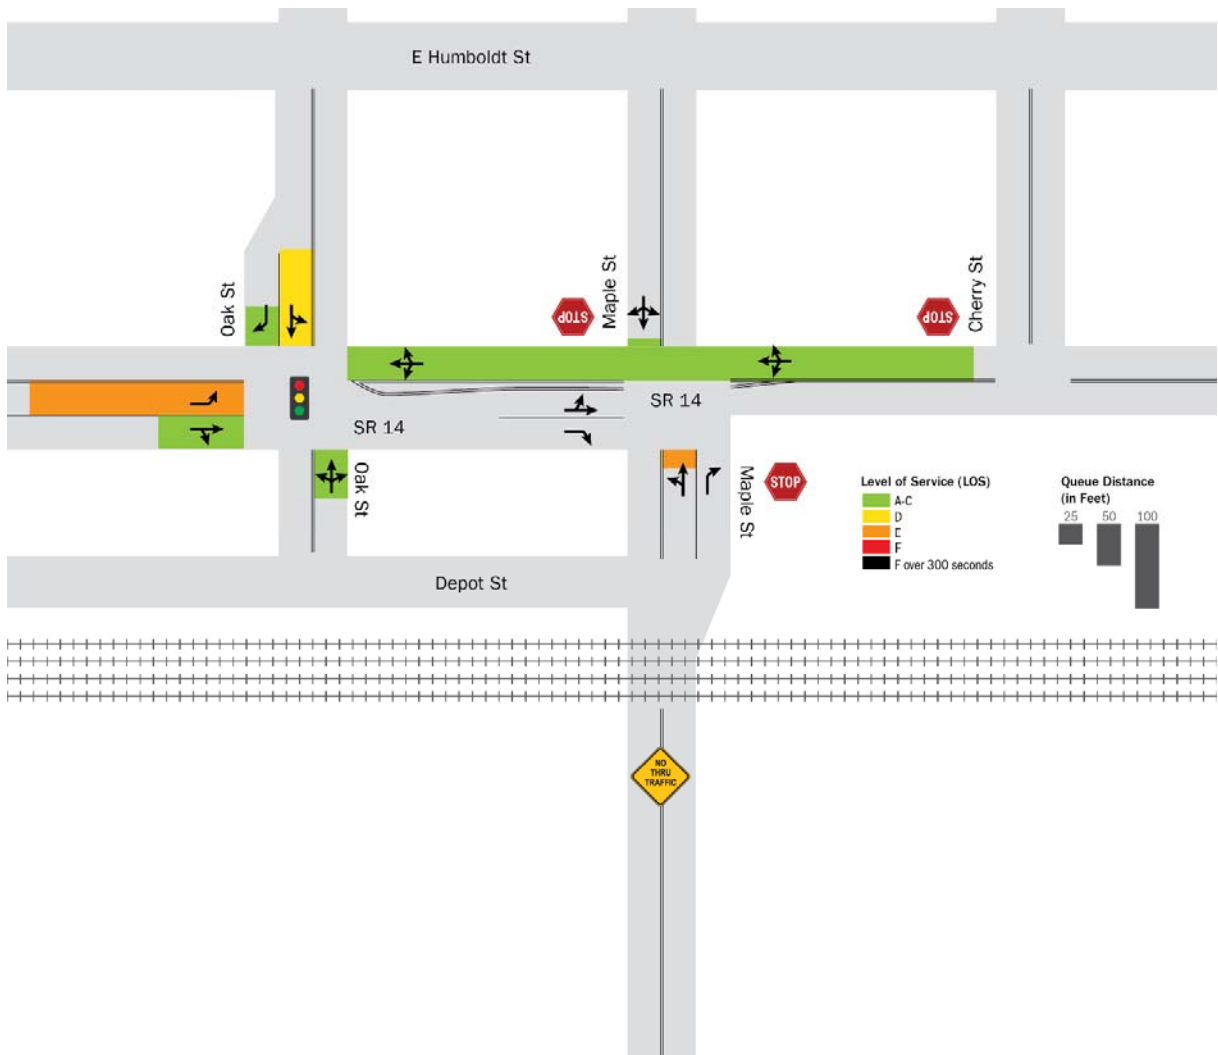 E Humboldt St
Oak St
STOP
Maple St
STOP
Cherry St
SR 14
SR 14
Oak St
Maple St
STOP
Level of Service (LOS)
A-C
D
E
F
F over 300 seconds
Queue Distance
(in Feet)
25 50 100
Depot St
NO
THRU
TRAFFIC